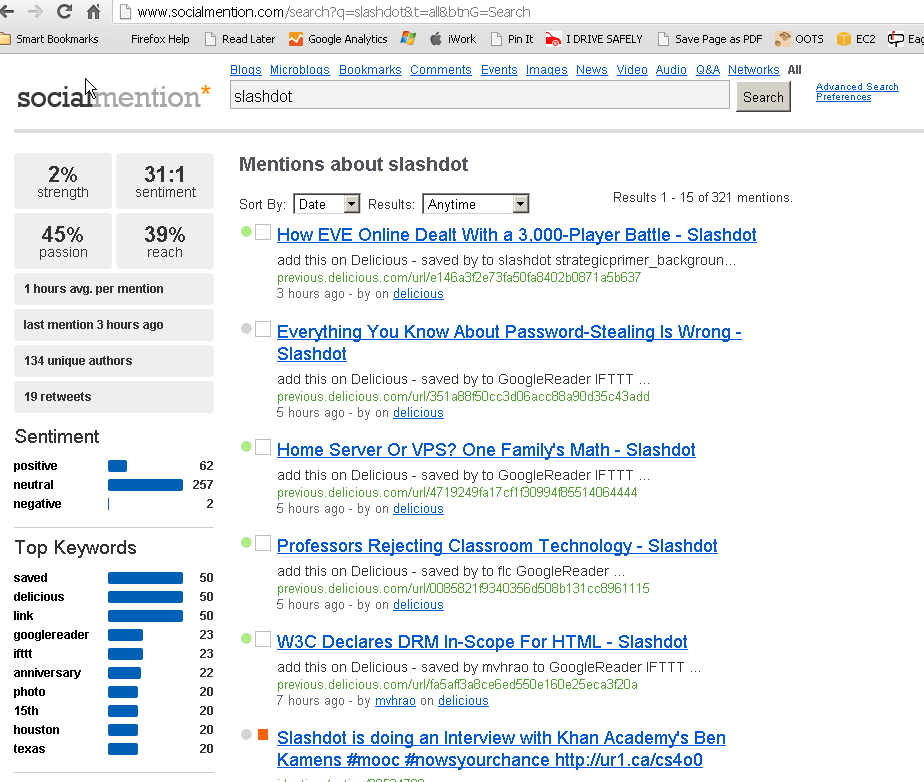 www.socialmention.com/search?q=slashdot&t=all&btnG=Search
Smart Bookmarks Firefox Help Read Later Google Analytics iWork Pin It I DRIVE SAFELY Save Page as PDF OOTS EC2 Eag
Blogs Microblogs Bookmarks Comments Events Images News Video Audio Q&A Networks All
socialmention*
slashdot
Search
Advanced Search
Preferences
2%
strength
31:1
sentiment
45%
passion
39%
reach
1 hours avg. per mention
last mention 3 hours ago
134 unique authors
19 retweets
Sentiment
positive 62
neutral 257
negative 2
Top Keywords
saved 50
delicious 50
link 50
googlereader 23
ifttt 23
anniversary 22
photo 20
15th 20
houston 20
texas 20
Mentions about slashdot
Sort By: Date Results: Anytime Results 1 - 15 of 321 mentions.
How EVE Online Dealt With a 3,000-Player Battle - Slashdot
add this on Delicious - saved by to slashdot strategicprimer_backgroun...
previous.delicious.com/url/e146a3f2e73fa50fa8402b0871a5b637
3 hours ago - by on delicious
Everything You Know About Password-Stealing Is Wrong -
Slashdot
add this on Delicious - saved by to GoogleReader IFTTT ...
previous.delicious.com/url/351a88f50cc3d06acc88a90d35c43add
5 hours ago - by on delicious
Home Server Or VPS? One Family's Math - Slashdot
add this on Delicious - saved by to GoogleReader IFTTT ...
previous.delicious.com/url/4719249fa17cf1f30994f85514064444
5 hours ago - by on delicious
Professors Rejecting Classroom Technology - Slashdot
add this on Delicious - saved by to flc GoogleReader ...
previous.delicious.com/url/0085821f9340356d508b131cc8961115
5 hours ago - by on delicious
W3C Declares DRM In-Scope For HTML - Slashdot
add this on Delicious - saved by mvhrao to GoogleReader IFTTT ...
previous.delicious.com/url/fa5aff3a8ce6ed550e160e25eca3f20a
7 hours ago - by mvhrao on delicious
Slashdot is doing an Interview with Khan Academy's Ben
Kamens #mooc #nowsyourchance http://ur1.ca/cs4o0